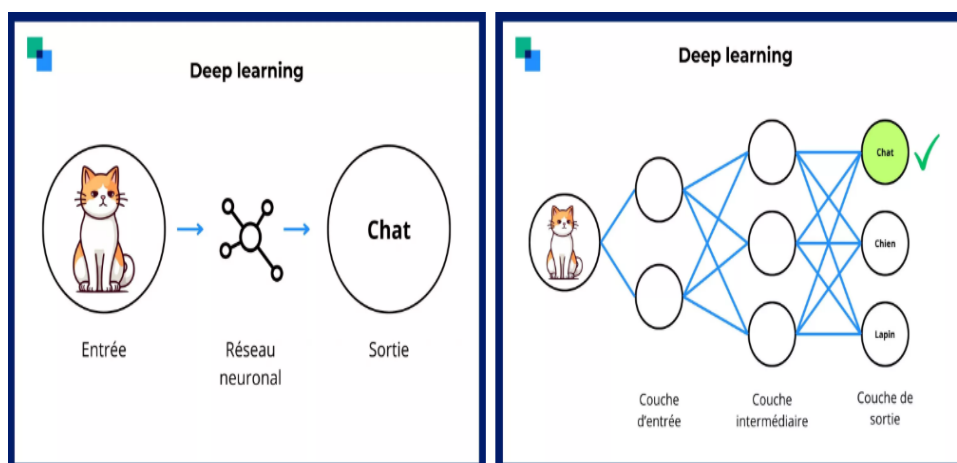 Deep learning
Chat
Entrée
Réseau
neuronal
Sortie
Deep learning
Chat
Chien
Lapin
Couche
d'entrée
Couche
intermédiaire
Couche de
sortie